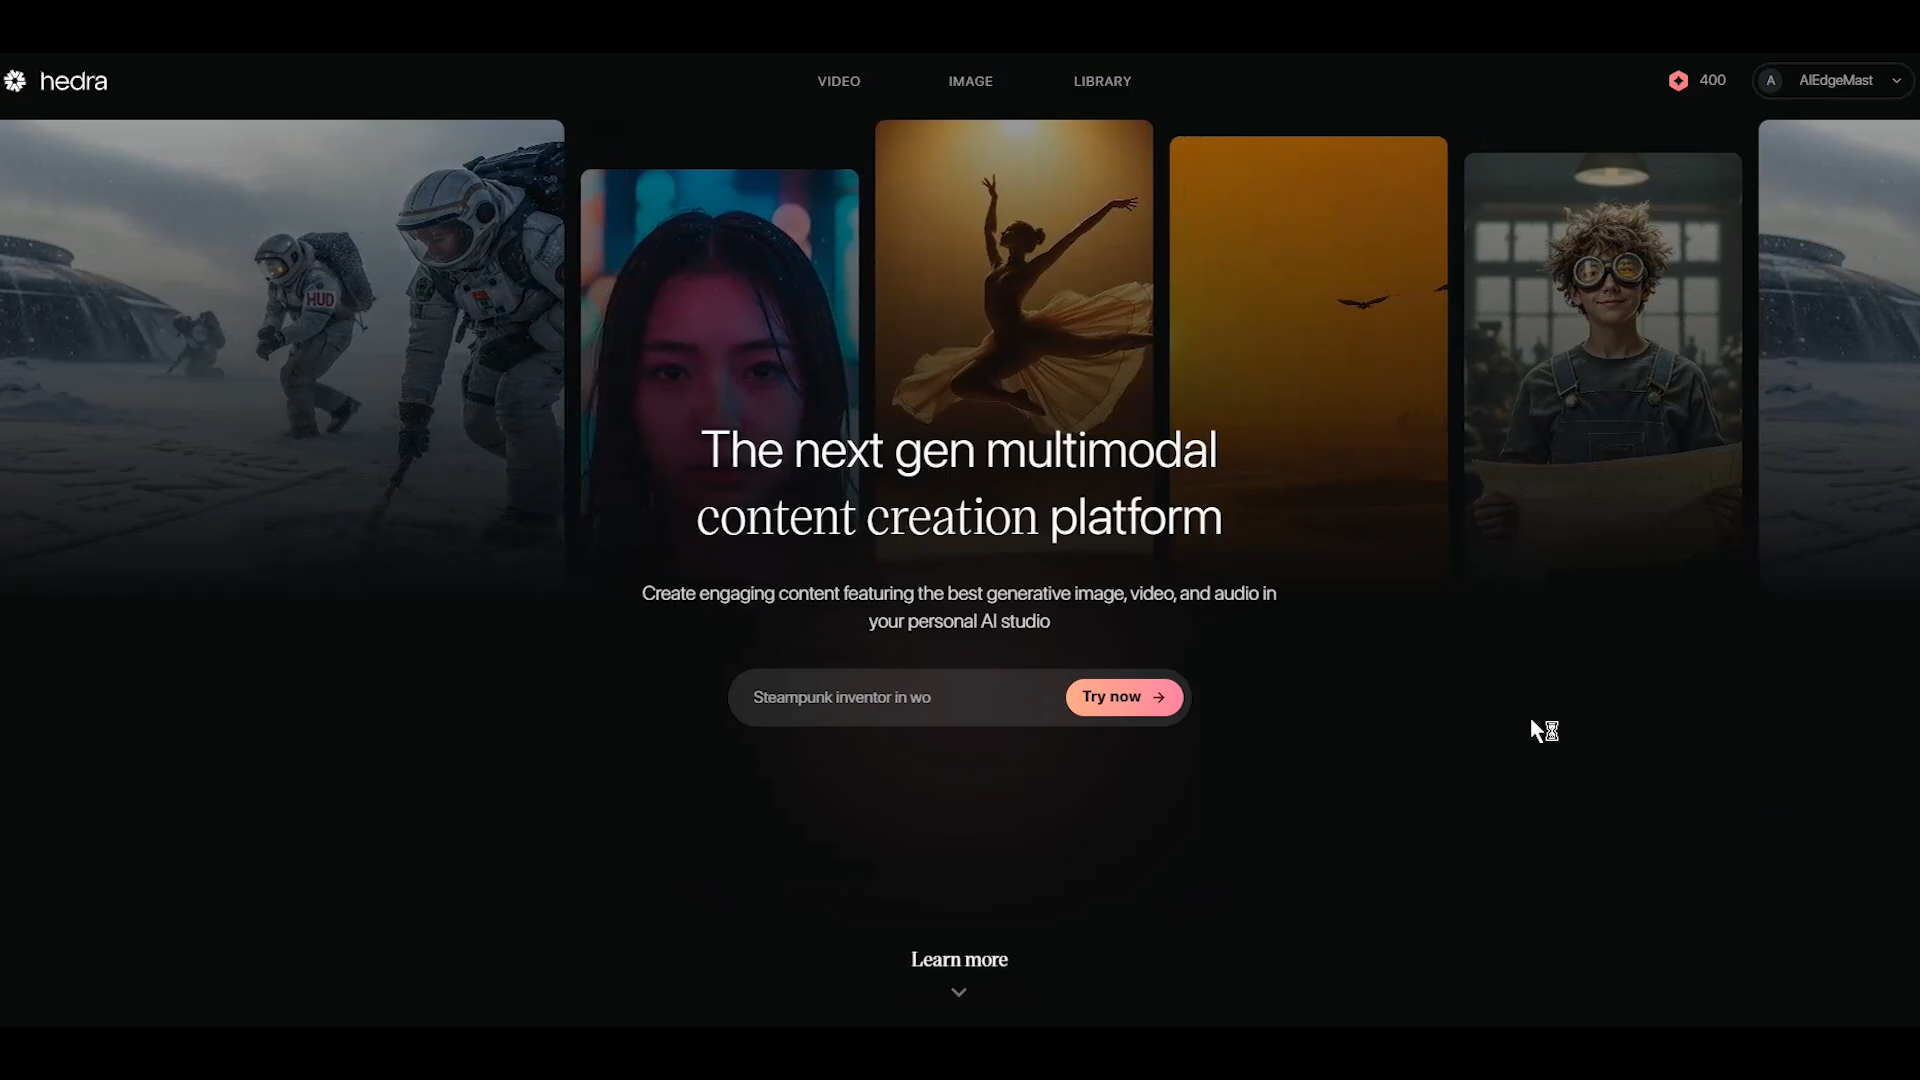 hedra
VIDEO
IMAGE
LIBRARY
400
A
AIEdgeMast
HUD
The next gen multimodal
content creation platform
Create engaging content featuring the best generative image, video, and audio in
your personal AI studio
Steampunk inventor in wo
Try now
Learn more